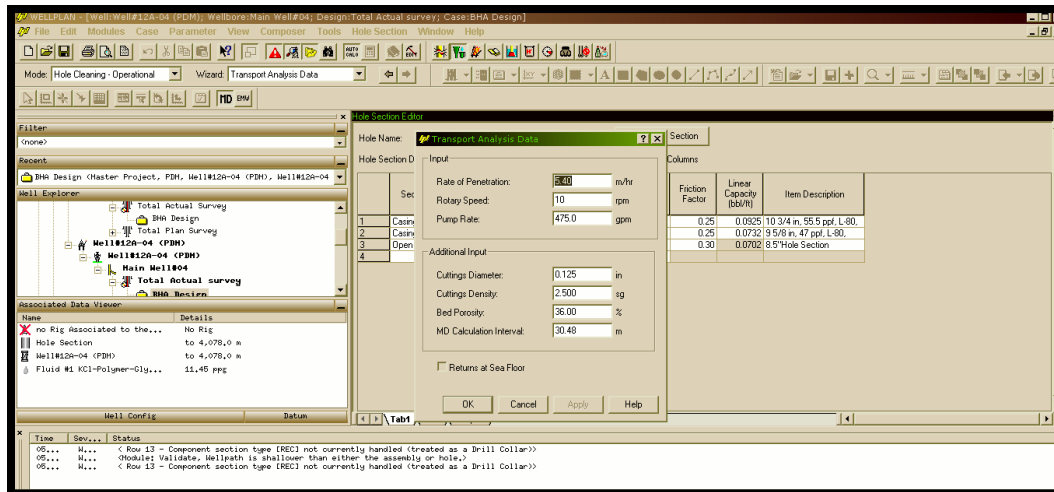 WELLPLAN - [Well:Well#12A-04 (PDM); Wellbore:Main Well#04; Design:Total Actual survey; Case:BHA Design]
File Edit Modules Case Parameter View Composer Tools Hole Section Window Help
Mode: Hole Cleaning - Operational Wizard: Transport Analysis Data
MD EMW
Hole Section Editor
Filter
(none)
Recent
BHA Design (Master Project, PDM, Well#12A-04 (PDM), Well#12A-04
Well Explorer
Total Actual Survey
BHA Design
Total Plan Survey
Well#12A-04 (PDM)
Well#12A-04 (PDM)
Main Well#04
Total Actual survey
BHA Design
Associated Data Viewer
Name Details
no Rig Associated to the... No Rig
Hole Section to 4,078.0 m
Well#12A-04 (PDM) to 4,078.0 m
Fluid #1 KCl-Polymer-Gly... 11.45 ppg
Well Config Datum
Hole Name: Section
Hole Section D Columns
Sec Friction Factor Linear Capacity (bbl/ft) Item Description
1 Casing 0.25 0.0925 10 3/4 in, 55.5 ppf, L-80,
2 Casing 0.25 0.0732 9 5/8 in, 47 ppf, L-80,
3 Open 0.30 0.0702 8.5"Hole Section
4
Tab1
Transport Analysis Data
Input
Rate of Penetration: 5.40 m/hr
Rotary Speed: 10 rpm
Pump Rate: 475.0 gpm
Additional Input
Cuttings Diameter: 0.125 in
Cuttings Density: 2.500 sg
Bed Porosity: 36.00 %
MD Calculation Interval: 30.48 m
Returns at Sea Floor
OK Cancel Apply Help
Time Sev... Status
05... W... < Row 13 - Component section type [REC] not currently handled (treated as a Drill Collar)>
05... W... <Module: Validate, Wellpath is shallower than either the assembly or hole.>
05... W... < Row 13 - Component section type [REC] not currently handled (treated as a Drill Collar)>